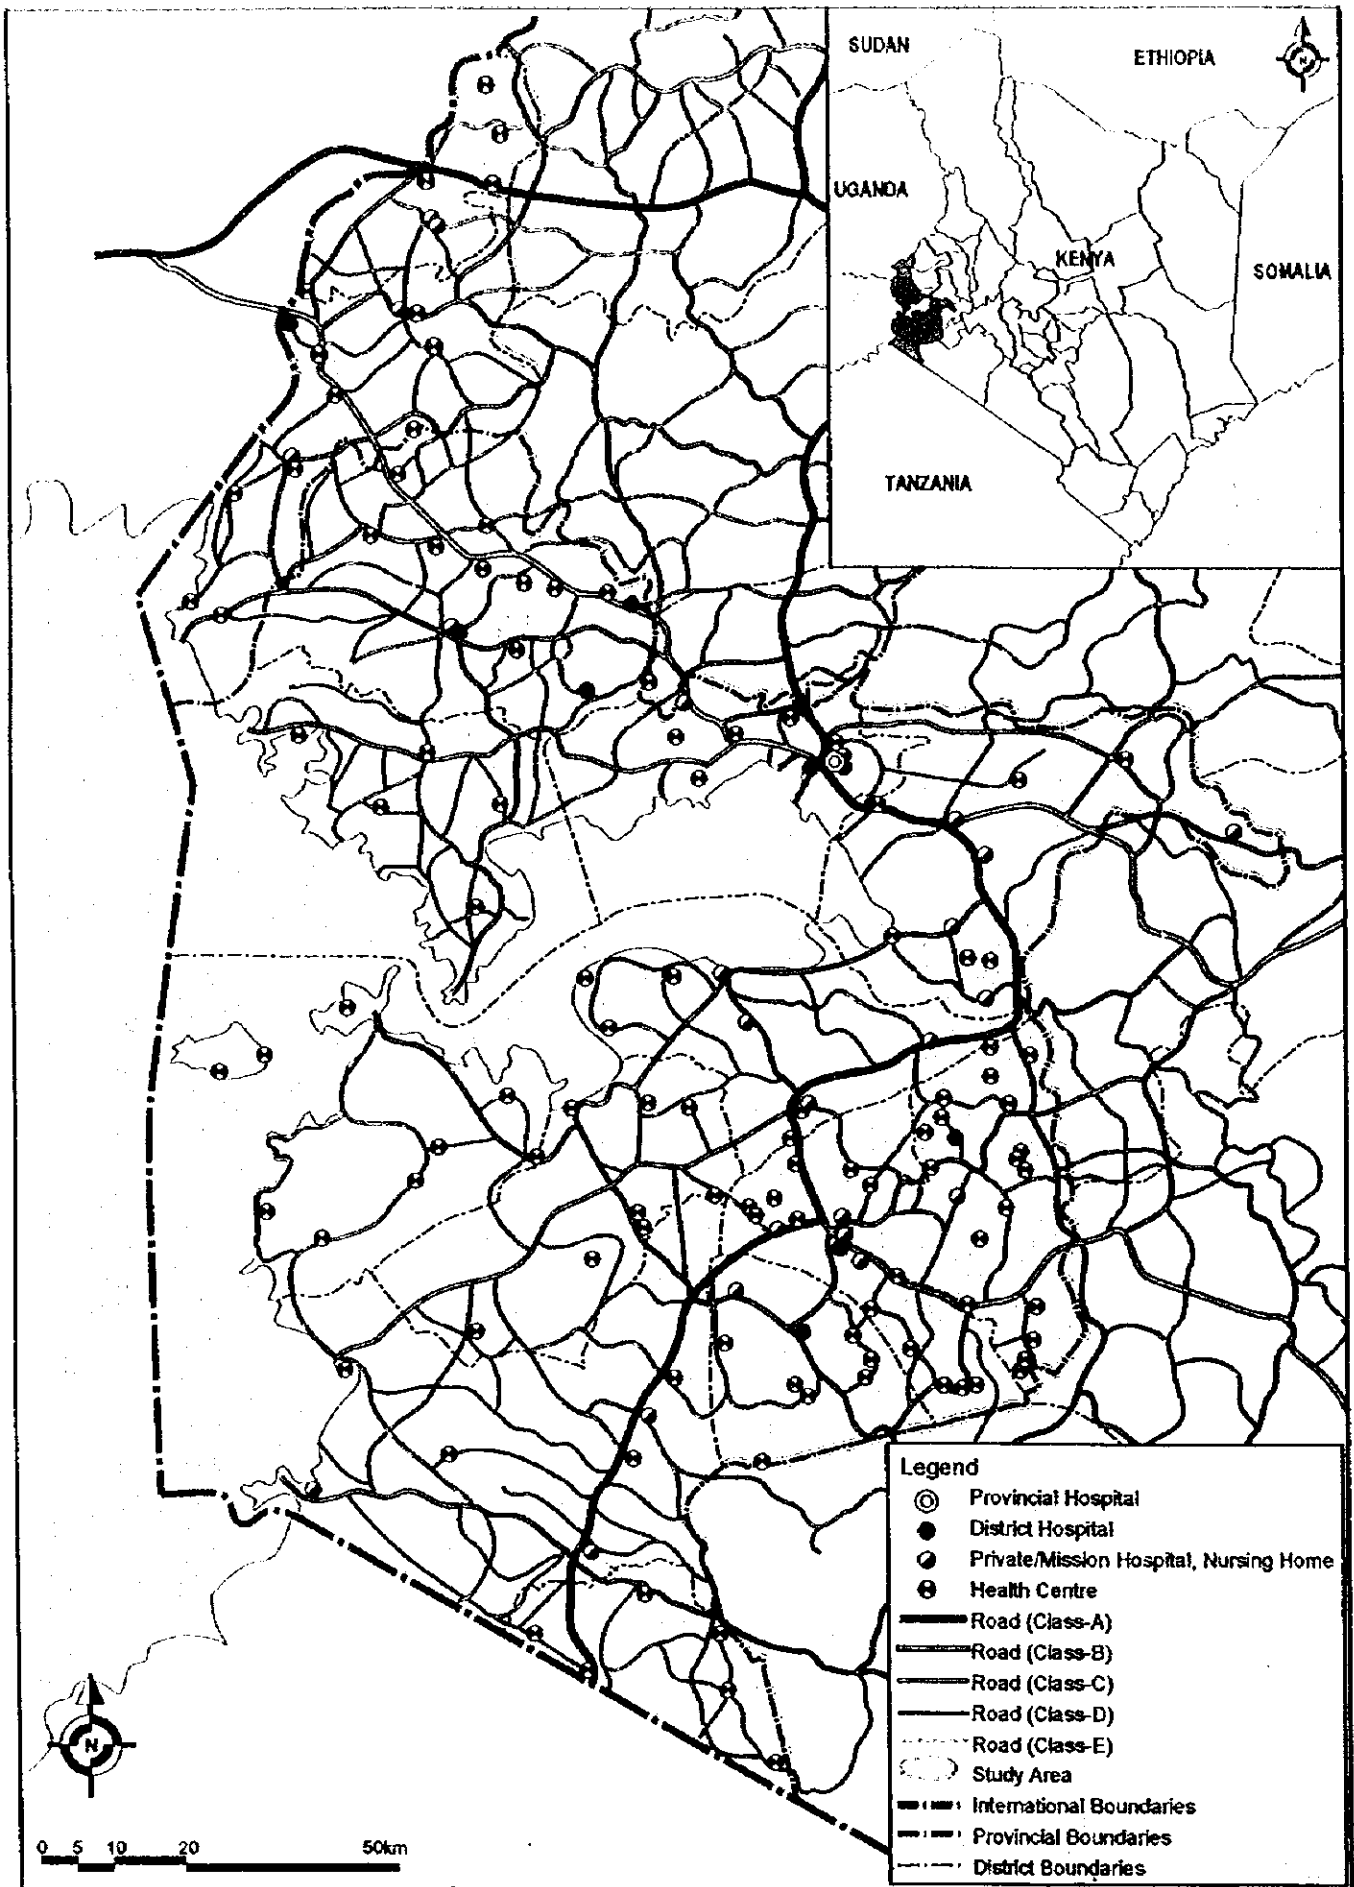 SUDAN
ETHIOPIA
N
UGANDA
KENYA
SOMALIA
TANZANIA
Legend
Provincial Hospital
District Hospital
Private/Mission Hospital, Nursing Home
Health Centre
Road (Class-A)
Road (Class-B)
Road (Class-C)
Road (Class-D)
Road (Class-E)
Study Area
International Boundaries
Provincial Boundaries
District Boundaries
N
0 5 10 20 50km